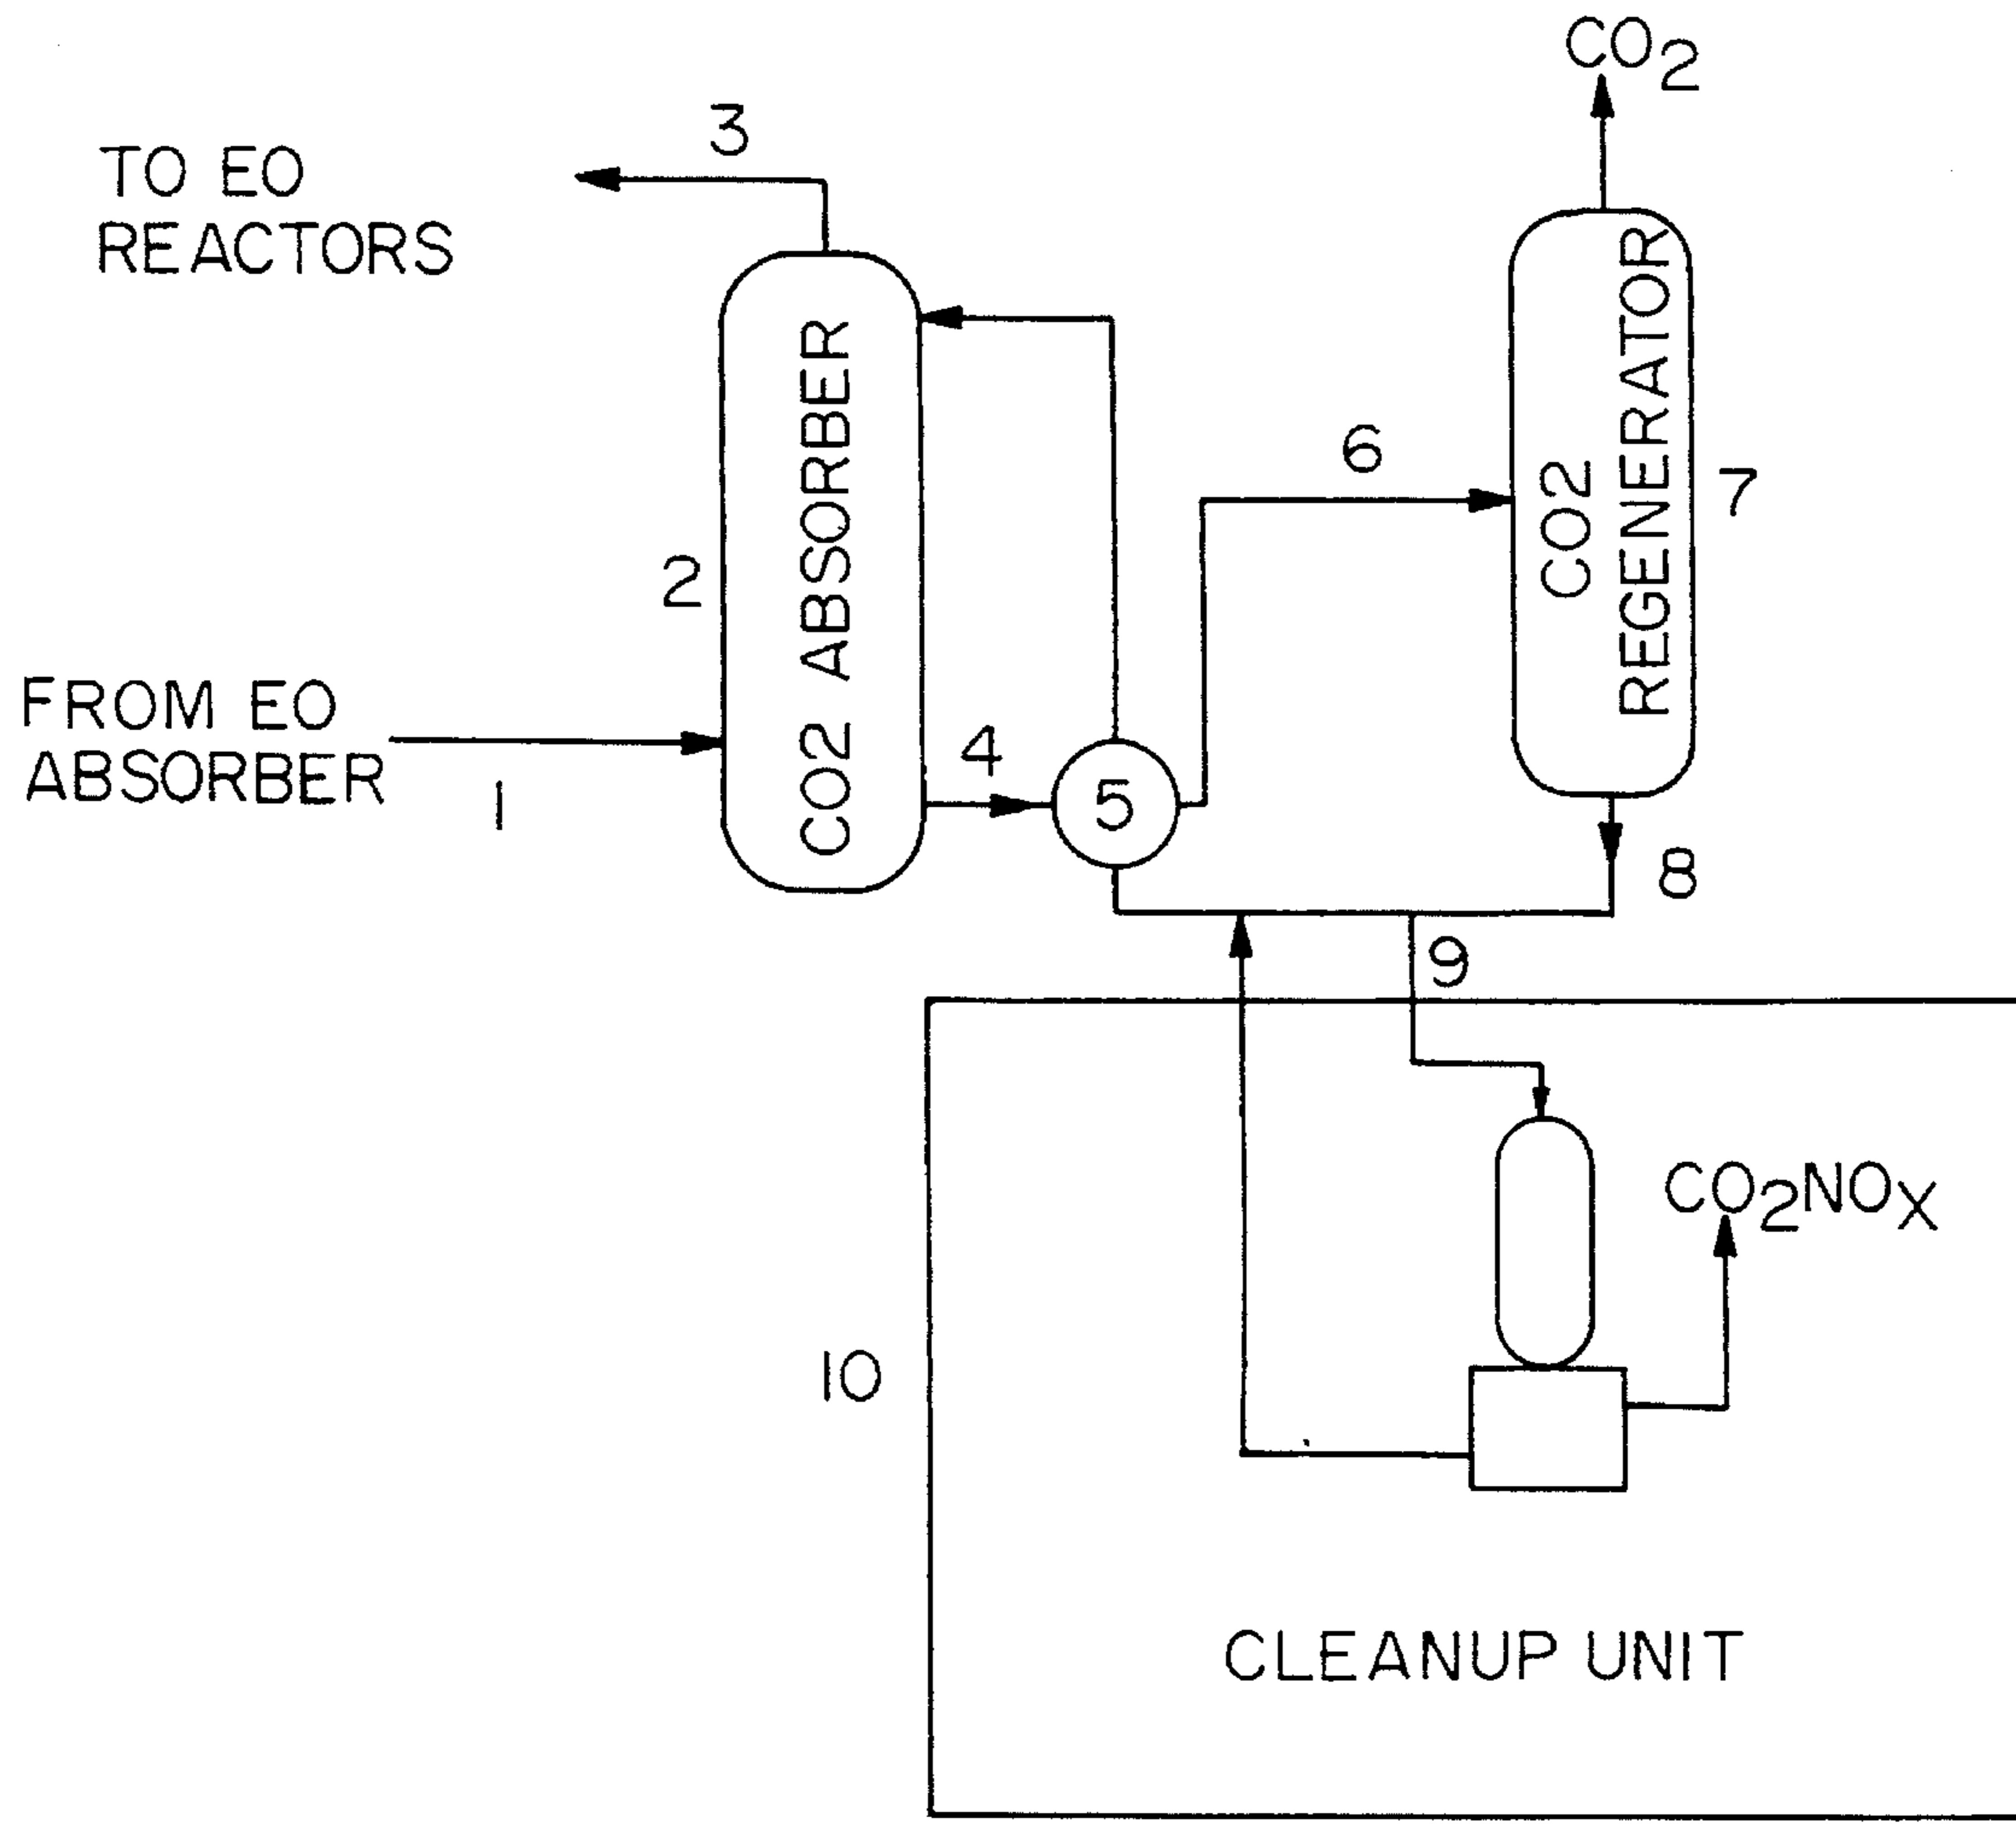 CO2
3
TO EO
REACTORS
CO2 ABSORBER
CO2
REGENERATOR
6
7
2
FROM EO
ABSORBER
1
4
5
8
9
CO2NOX
10
CLEANUP UNIT